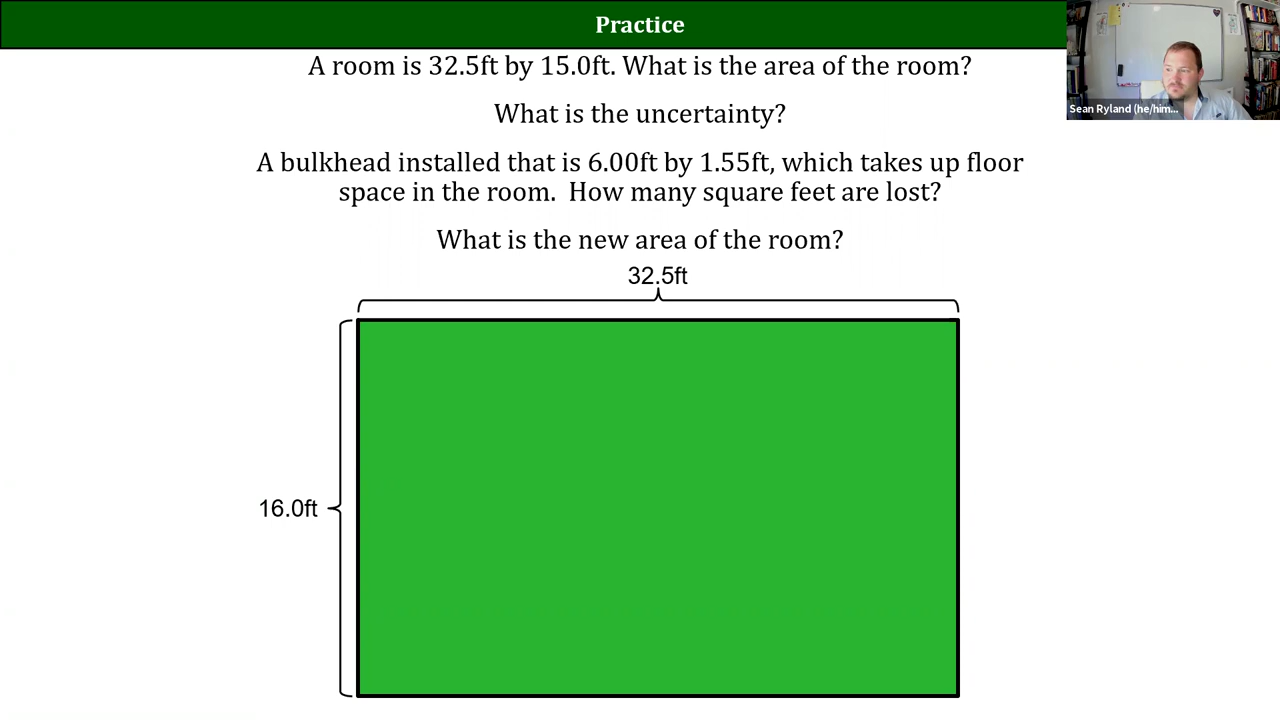 Practice
A room is 32.5ft by 15.0ft. What is the area of the room?
What is the uncertainty?
A bulkhead installed that is 6.00ft by 1.55ft, which takes up floor
space in the room.  How many square feet are lost?
What is the new area of the room?
32.5ft
16.0ft
Sean Ryland (he/him...